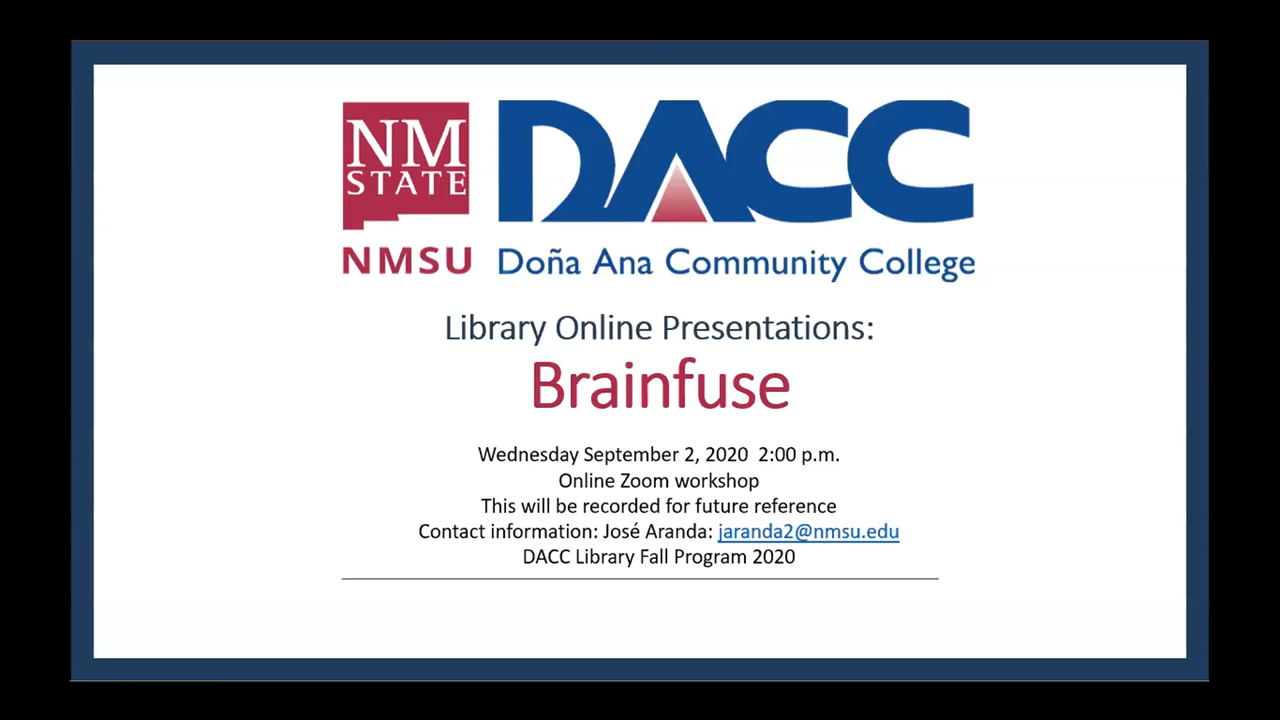 NM
STATE
NMSU
DACC
Doña Ana Community College
Library Online Presentations:
Brainfuse
Wednesday September 2, 2020  2:00 p.m.
Online Zoom workshop
This will be recorded for future reference
Contact information: José Aranda: jaranda2@nmsu.edu
DACC Library Fall Program 2020